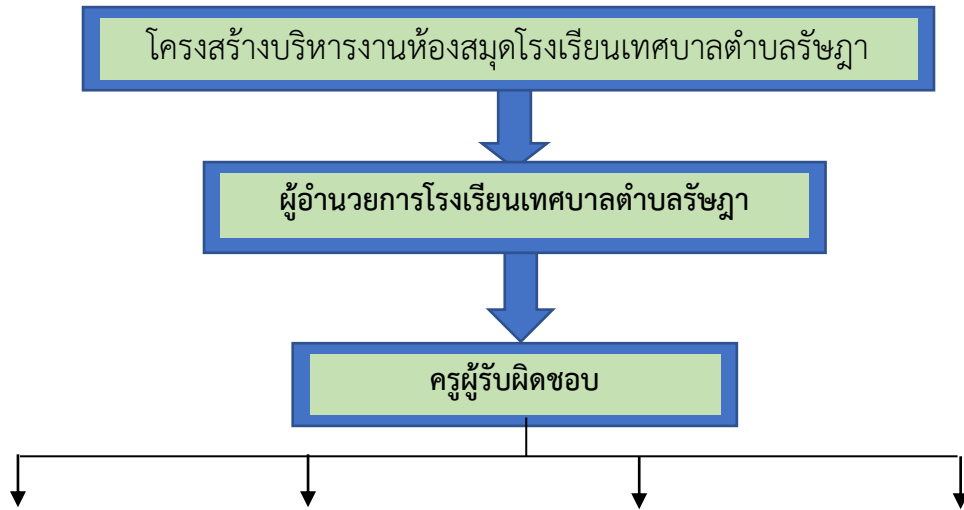 โครงสร้างบริหารงานห้องสมุดโรงเรียนเทศบาลตำบลรัษฎา
ผู้อำนวยการโรงเรียนเทศบาลตำบลรัษฎา
ครูผู้รับผิดชอบ